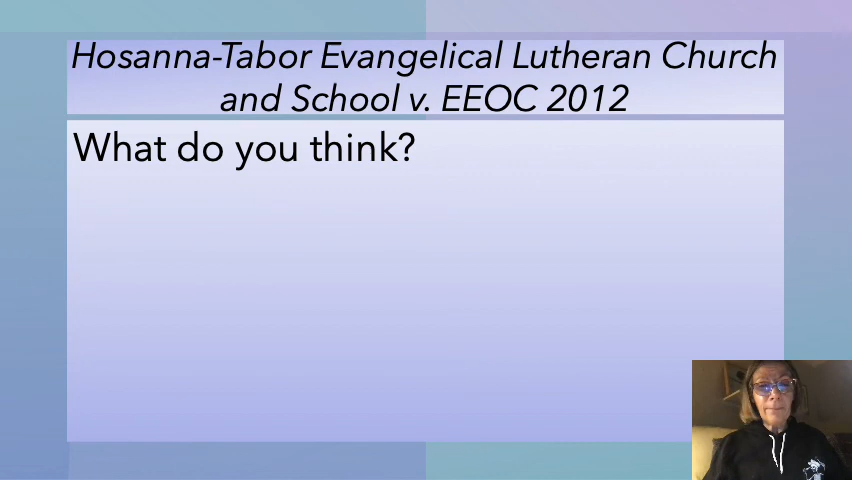 Hosanna-Tabor Evangelical Lutheran Church
and School v. EEOC 2012
What do you think?